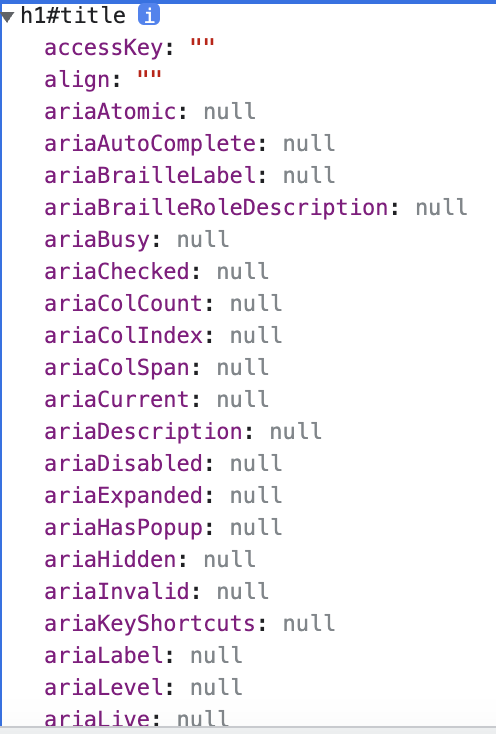 h1#title i
accessKey: ""
align: ""
ariaAtomic: null
ariaAutoComplete: null
ariaBrailleLabel: null
ariaBrailleRoleDescription: null
ariaBusy: null
ariaChecked: null
ariaColCount: null
ariaColIndex: null
ariaColSpan: null
ariaCurrent: null
ariaDescription: null
ariaDisabled: null
ariaExpanded: null
ariaHasPopup: null
ariaHidden: null
ariaInvalid: null
ariaKeyShortcuts: null
ariaLabel: null
ariaLevel: null
ariaLive: null